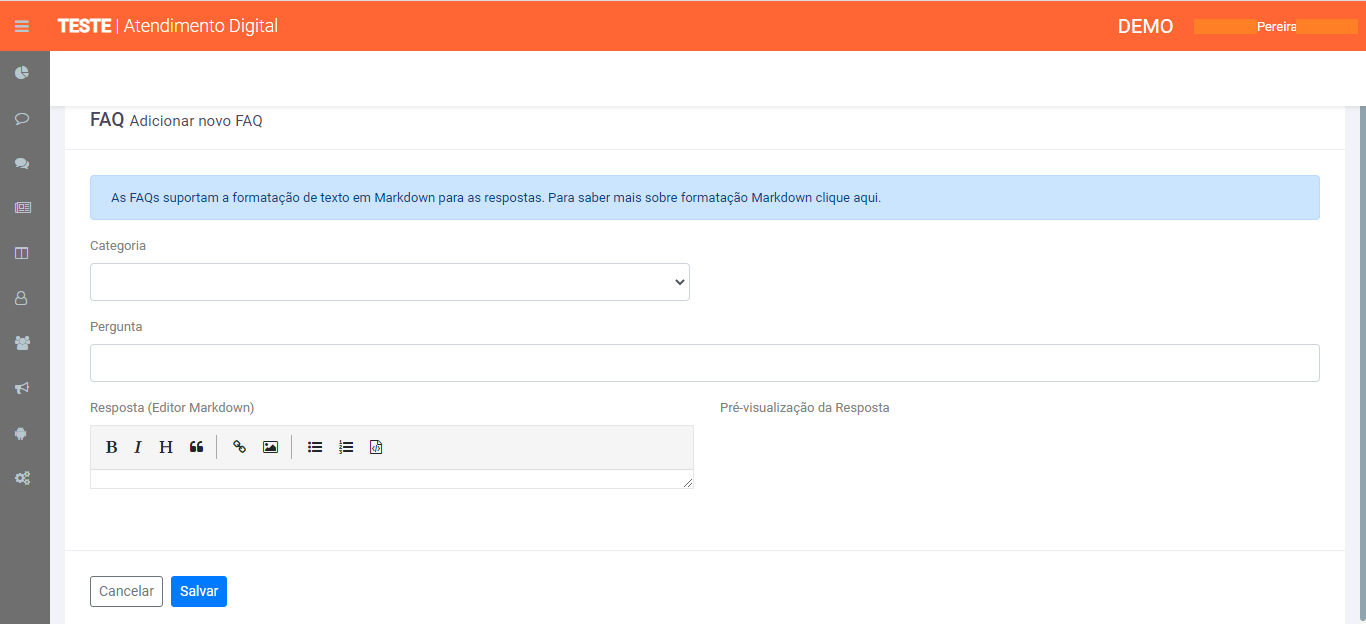 TESTE | Atendimento Digital
DEMO
Pereira
FAQ Adicionar novo FAQ
As FAQs suportam a formatação de texto em Markdown para as respostas. Para saber mais sobre formatação Markdown clique aqui.
Categoria
Pergunta
Resposta (Editor Markdown)
Pré-visualização da Resposta
B I H
Cancelar
Salvar